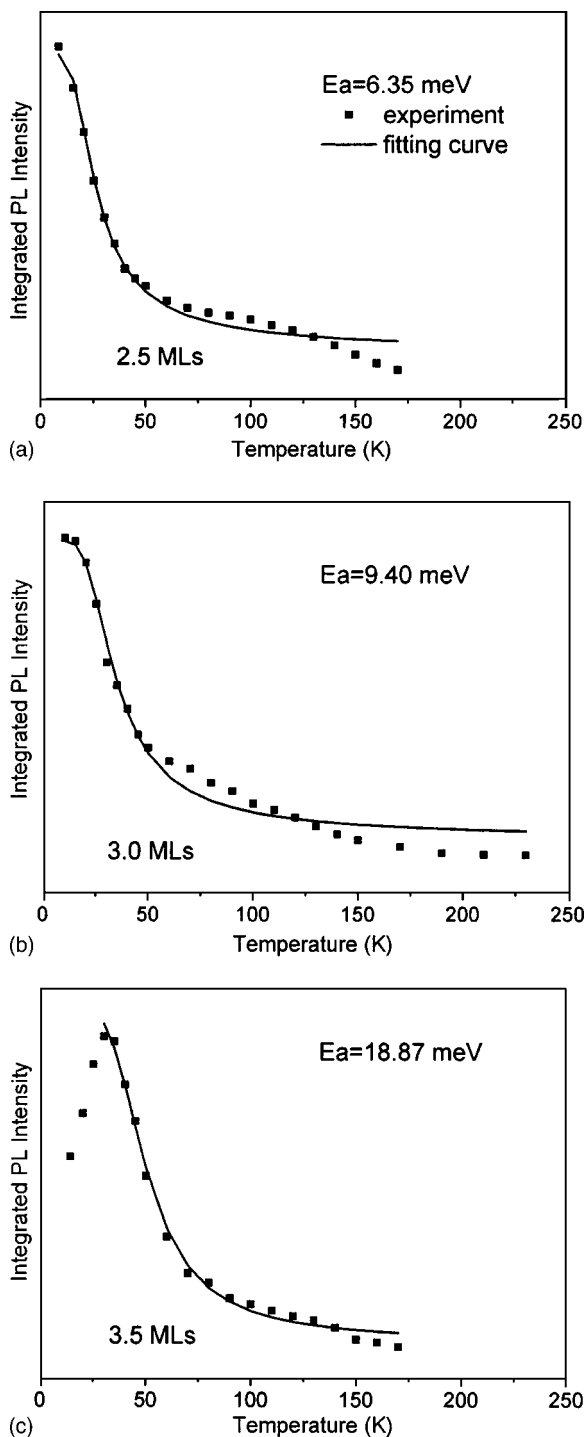 Integrated PL Intensity
Ea=6.35 meV
experiment
fitting curve
2.5 MLs
0 50 100 150 200 250
Temperature (K)
(a)
Integrated PL Intensity
Ea=9.40 meV
3.0 MLs
0 50 100 150 200 250
Temperature (K)
(b)
Integrated PL Intensity
Ea=18.87 meV
3.5 MLs
0 50 100 150 200 250
Temperature (K)
(c)